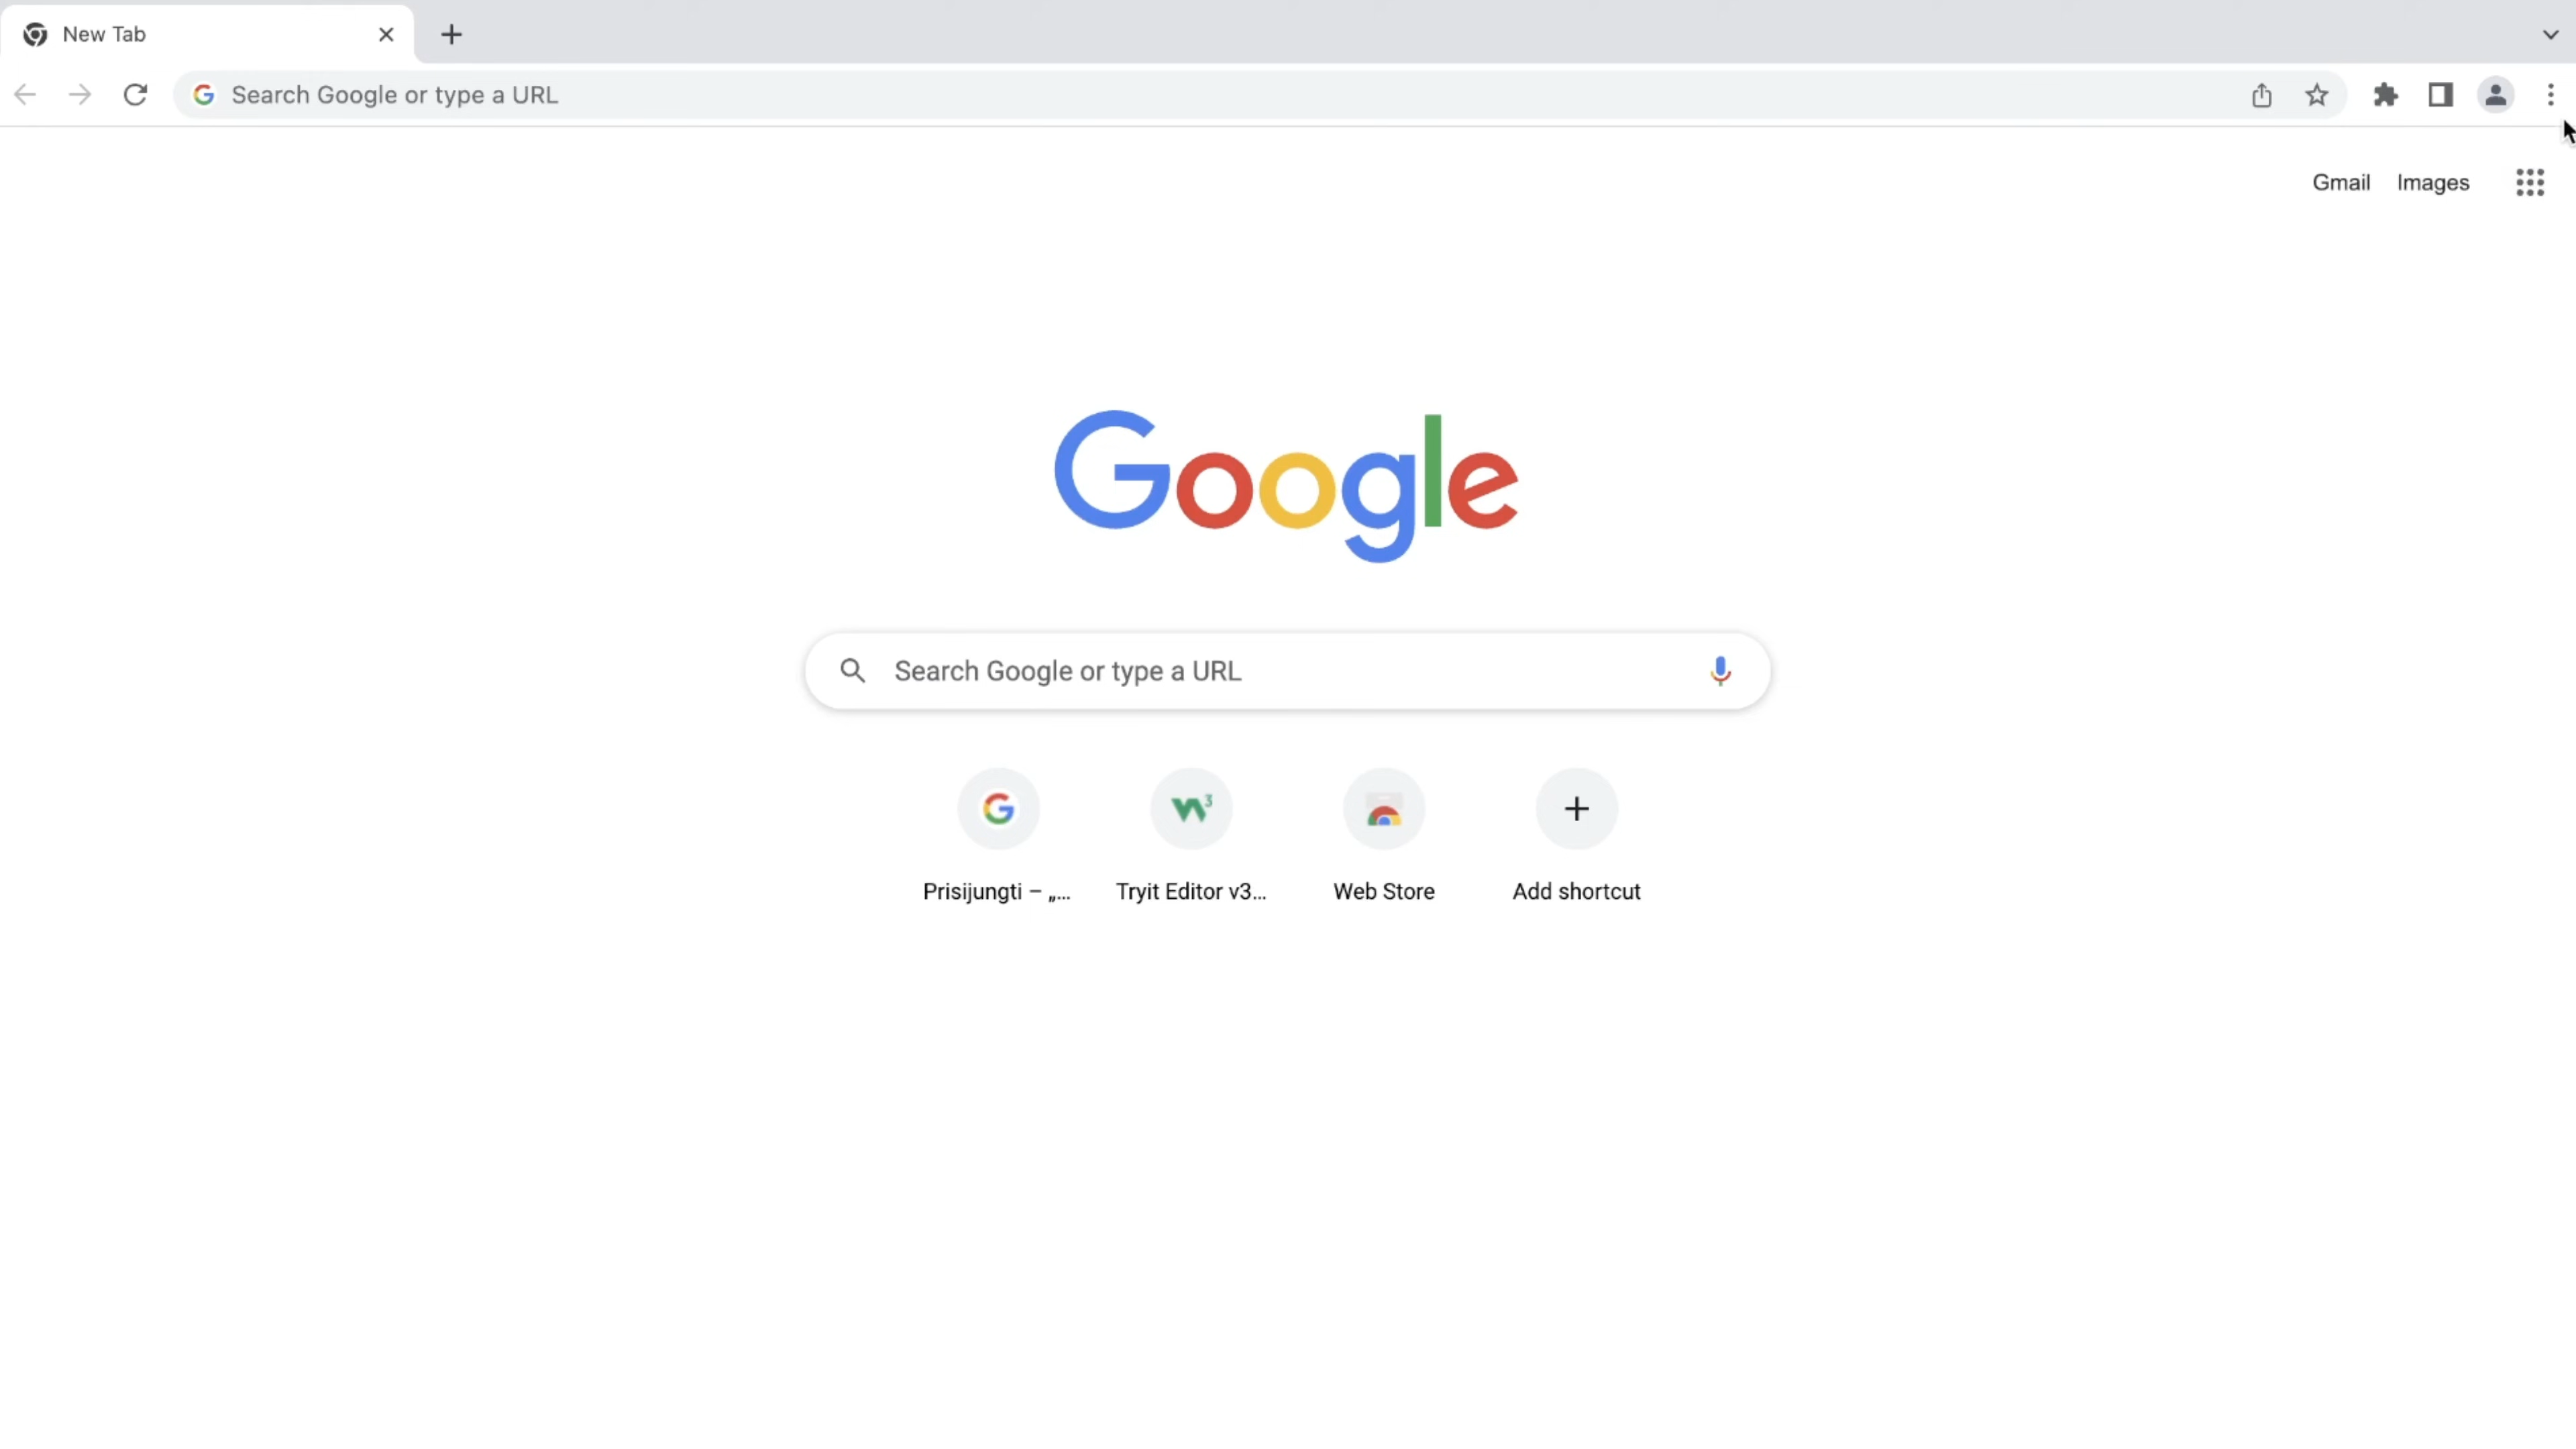 New Tab
Search Google or type a URL
Gmail Images
Google
Search Google or type a URL
Prisijungti – „...
Tryit Editor v3...
Web Store
Add shortcut